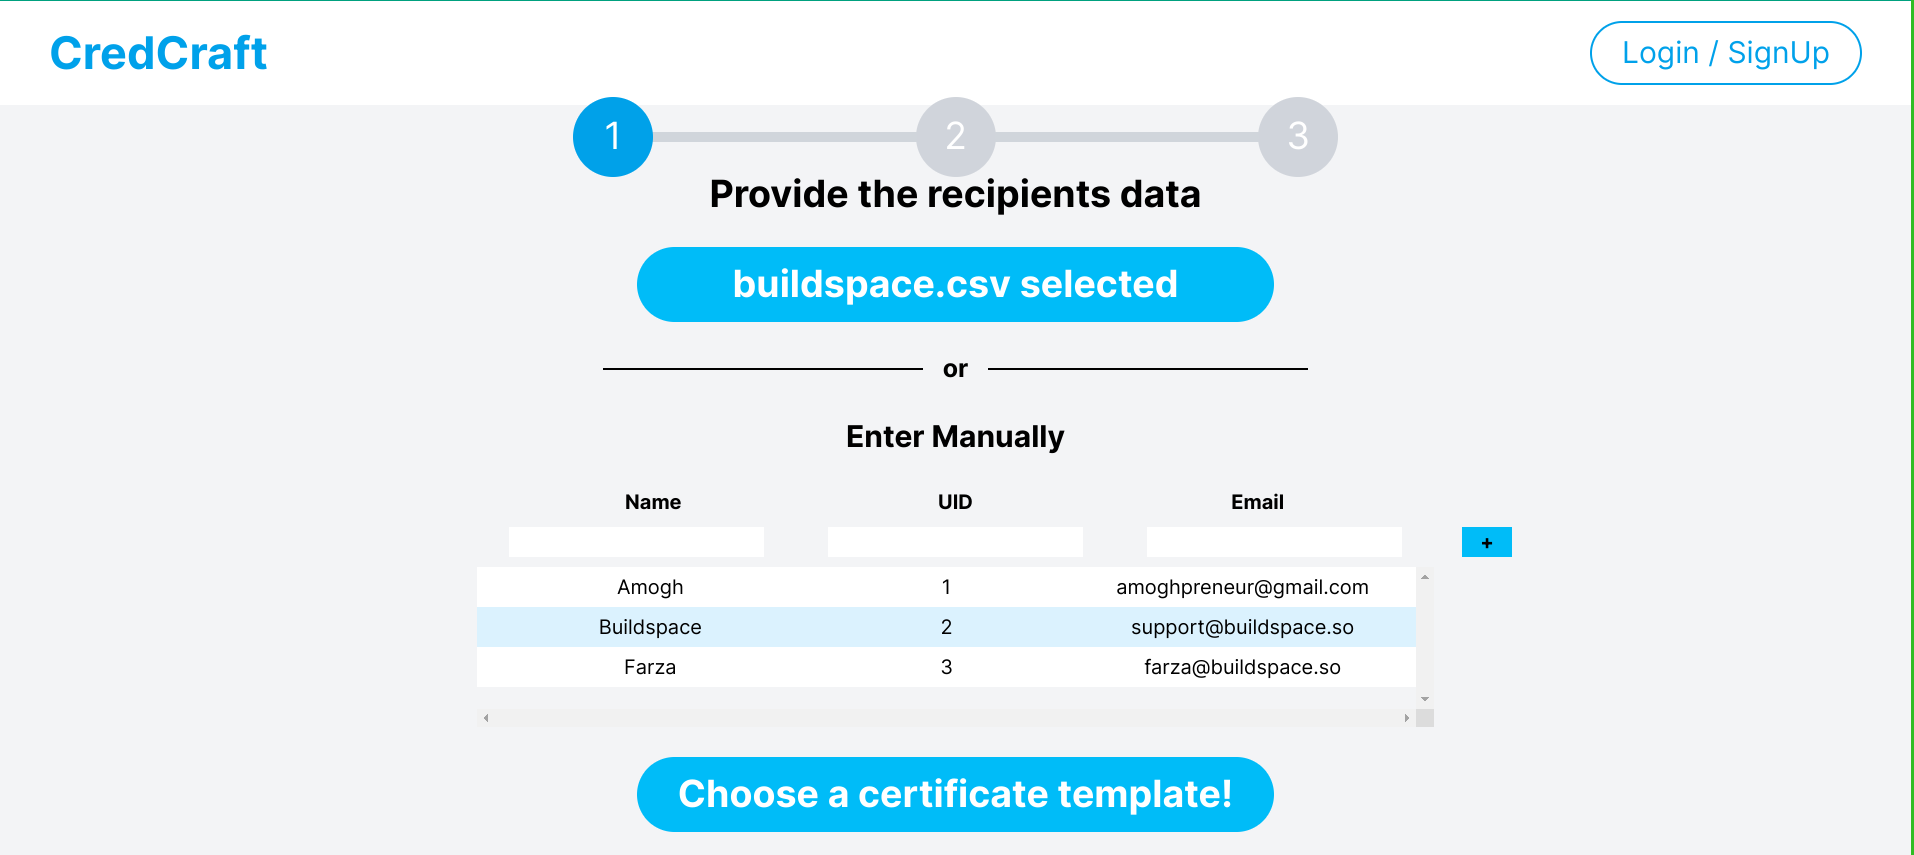 CredCraft
Login / SignUp
1 2 3
Provide the recipients data
buildspace.csv selected
or
Enter Manually
Name UID Email
+
Amogh 1 amoghpreneur@gmail.com
Buildspace 2 support@buildspace.so
Farza 3 farza@buildspace.so
Choose a certificate template!